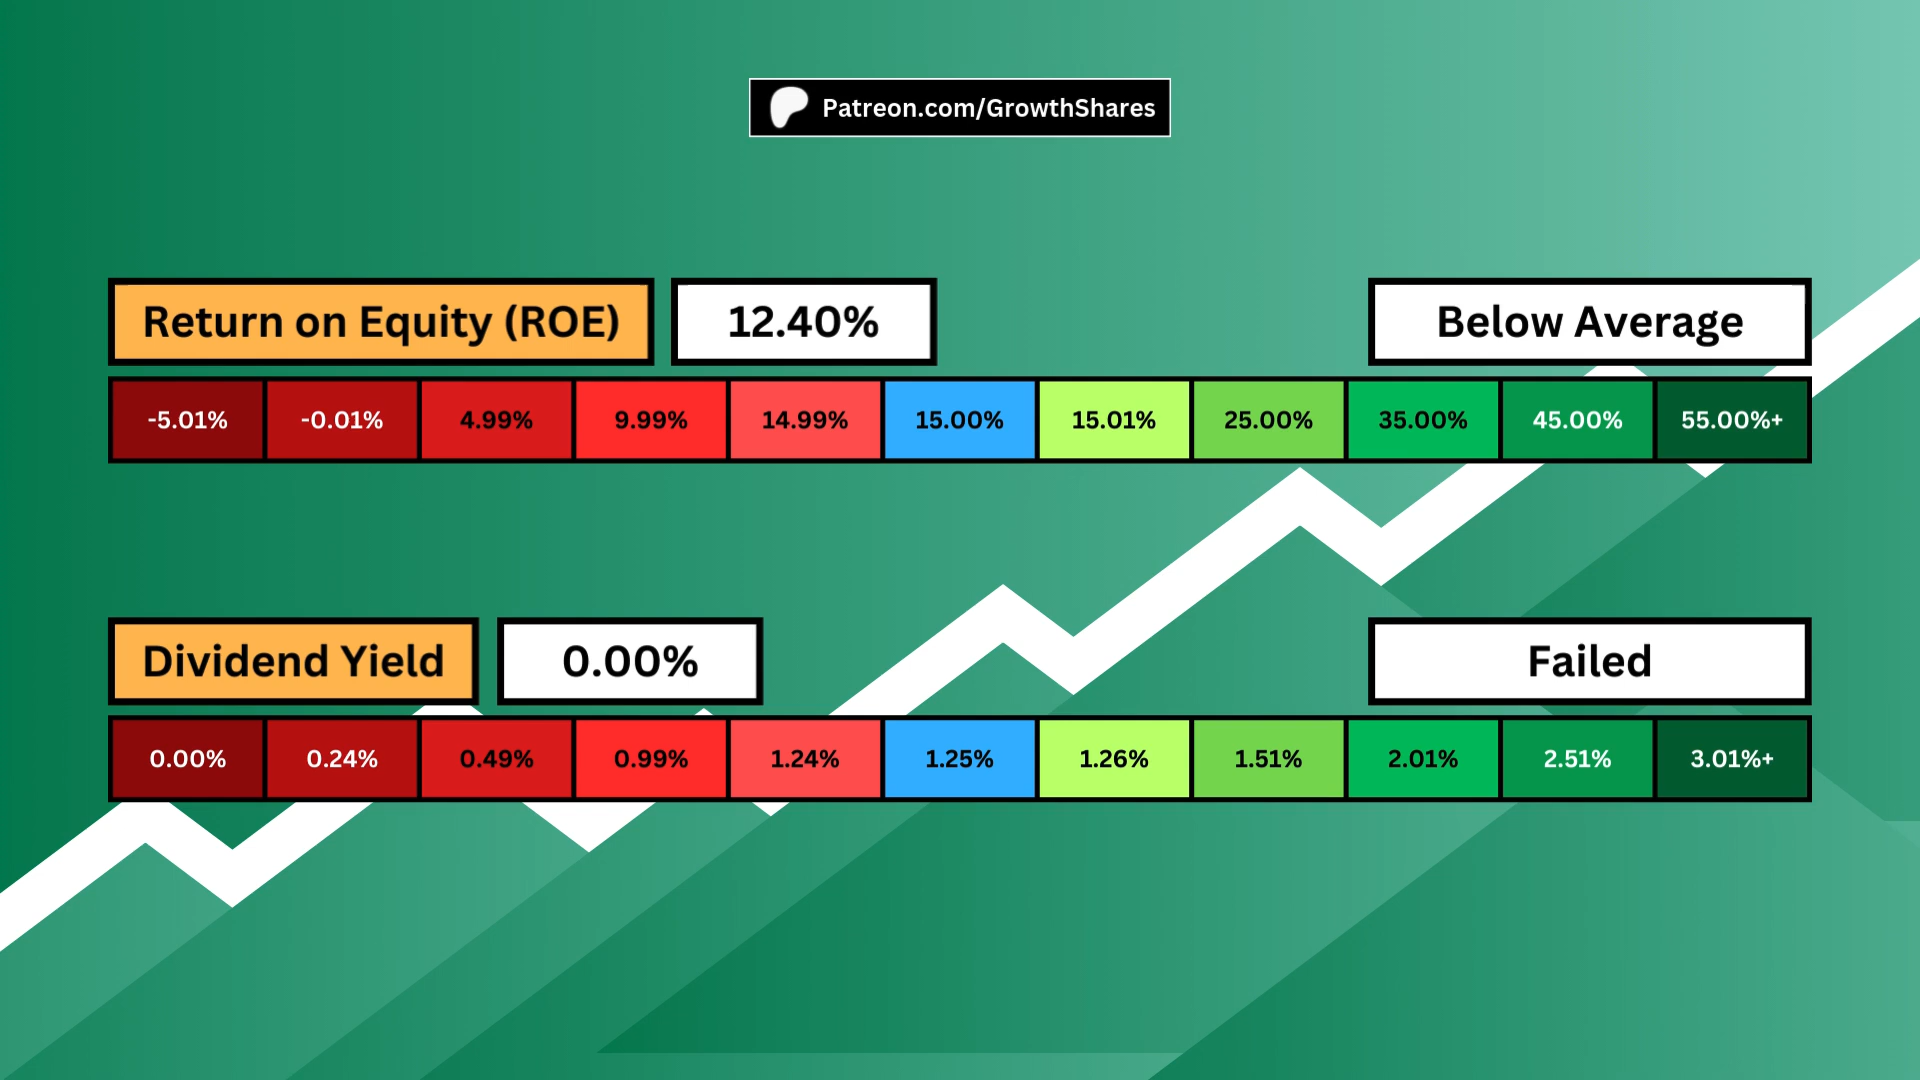 Patreon.com/GrowthShares
Return on Equity (ROE) 12.40% Below Average
-5.01% -0.01% 4.99% 9.99% 14.99% 15.00% 15.01% 25.00% 35.00% 45.00% 55.00%+
Dividend Yield 0.00% Failed
0.00% 0.24% 0.49% 0.99% 1.24% 1.25% 1.26% 1.51% 2.01% 2.51% 3.01%+